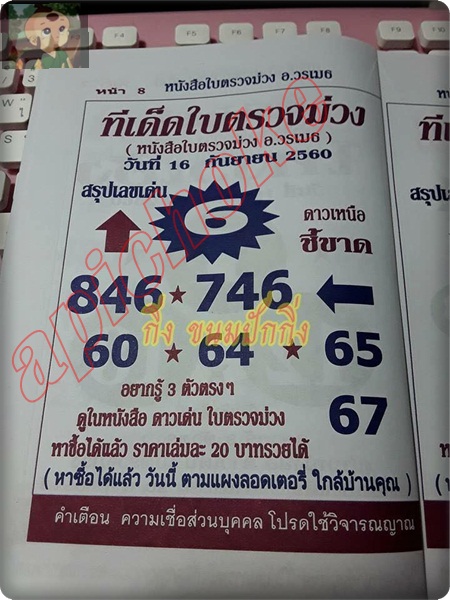 หน้า 8 หนังสือใบตรวจม่วง อ.วรเมธ
ทีเด็ดใบตรวจม่วง
( หนังสือใบตรวจม่วง อ.วรเมธ )
วันที่ 16 กันยายน 2560
สรุปเลขเด่น
6
ดาวเหนือ
ชี้ขาด
846 ★ 746
60 ★ 64 ★ 65
67
อยากรู้ 3 ตัวตรงๆ
ดูในหนังสือ ดาวเด่น ใบตรวจม่วง
หาซื้อได้แล้ว ราคาเล่มละ 20 บาทรวยได้
( หาซื้อได้แล้ว วันนี้ ตามแผงลอตเตอรี่ ใกล้บ้านคุณ )
คำเตือน ความเชื่อส่วนบุคคล โปรดใช้วิจารณญาณ
apichoke
กิ๋ง ขนมปักกิ่ง